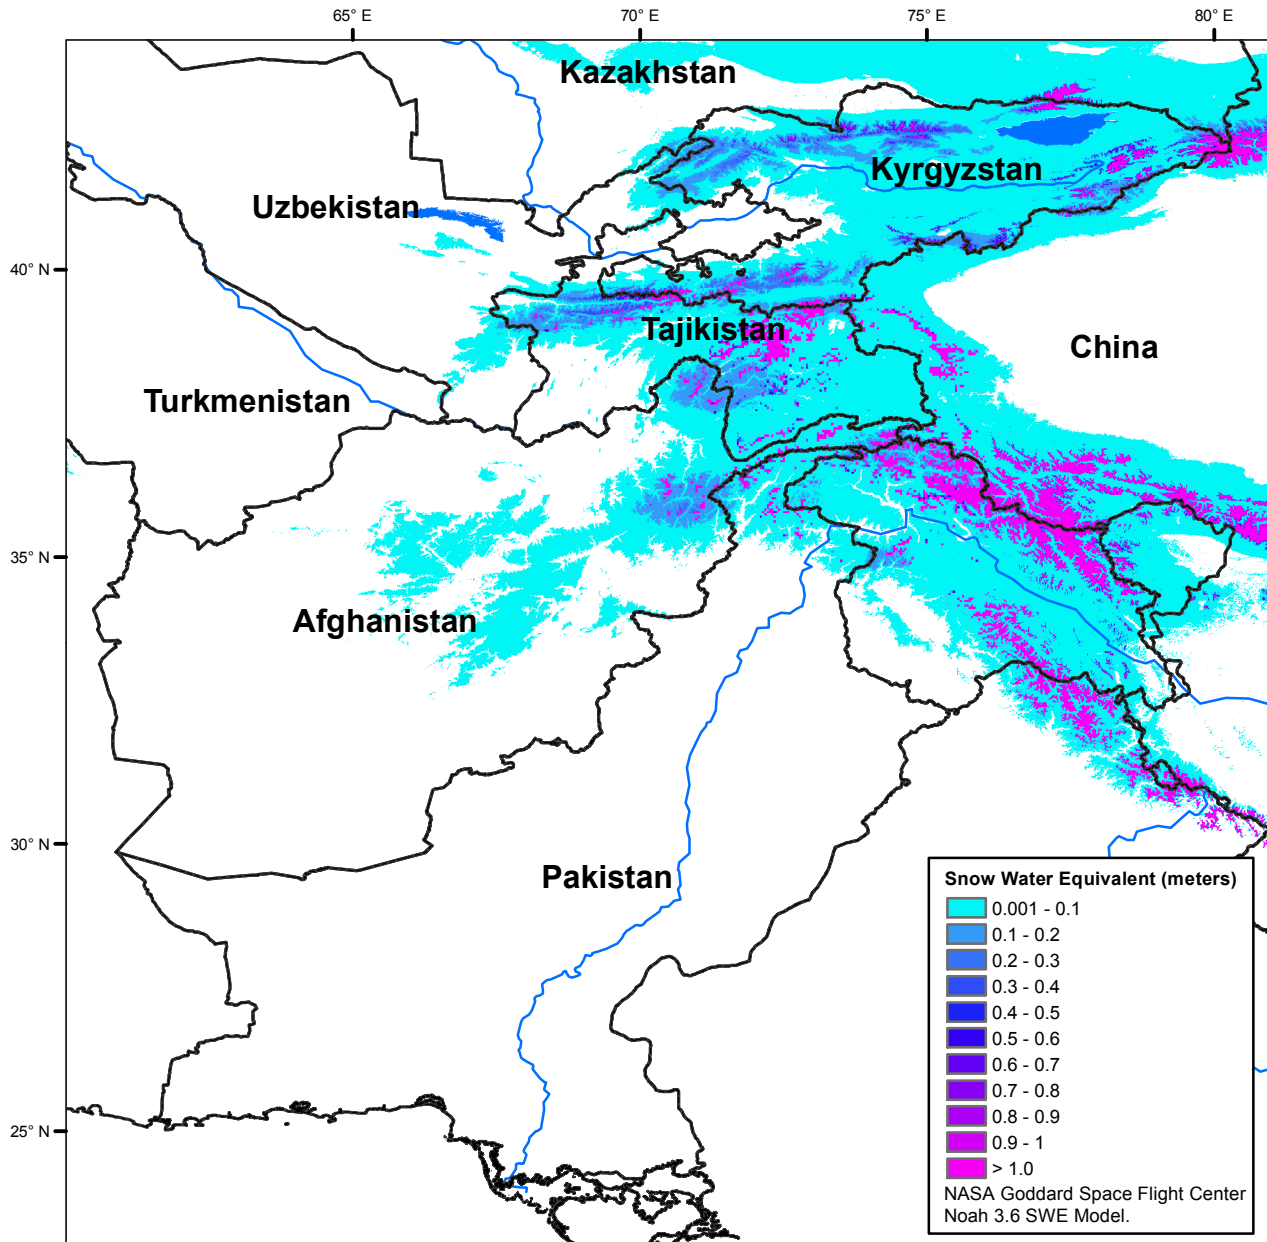 65° E
70° E
75° E
80° E
Kazakhstan
Kyrgyzstan
Uzbekistan
40° N
Tajikistan
China
Turkmenistan
35° N
Afghanistan
30° N
Pakistan
25° N
Snow Water Equivalent (meters)
0.001 - 0.1
0.1 - 0.2
0.2 - 0.3
0.3 - 0.4
0.4 - 0.5
0.5 - 0.6
0.6 - 0.7
0.7 - 0.8
0.8 - 0.9
0.9 - 1
> 1.0
NASA Goddard Space Flight Center
Noah 3.6 SWE Model.